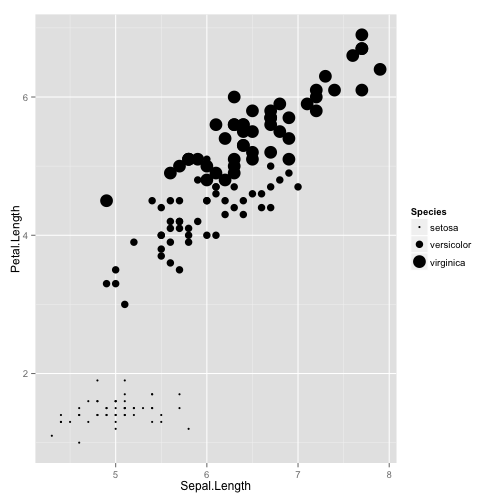 6
4
2
Petal.Length
5 6 7 8
Sepal.Length
Species
setosa
versicolor
virginica